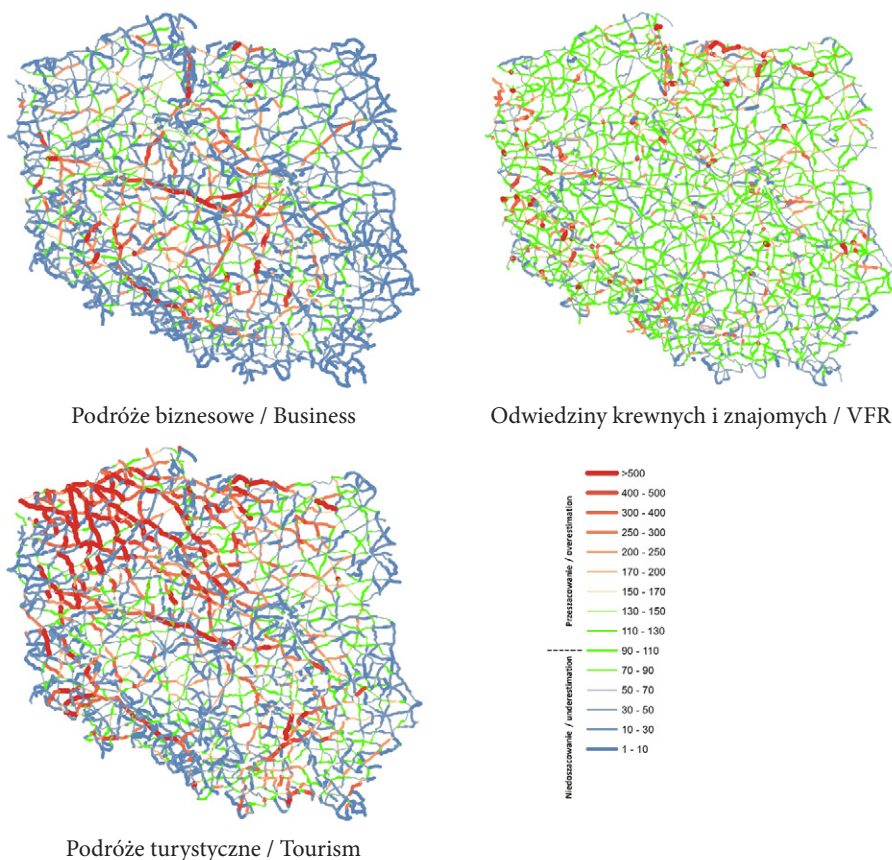 Podróże biznesowe / Business
Odwiedziny krewnych i znajomych / VFR
Podróże turystyczne / Tourism
Przeszacowanie / overestimation
Niedoszacowanie / underestimation
>500
400 - 500
300 - 400
250 - 300
200 - 250
170 - 200
150 - 170
130 - 150
110 - 130
90 - 110
70 - 90
50 - 70
30 - 50
10 - 30
1 - 10